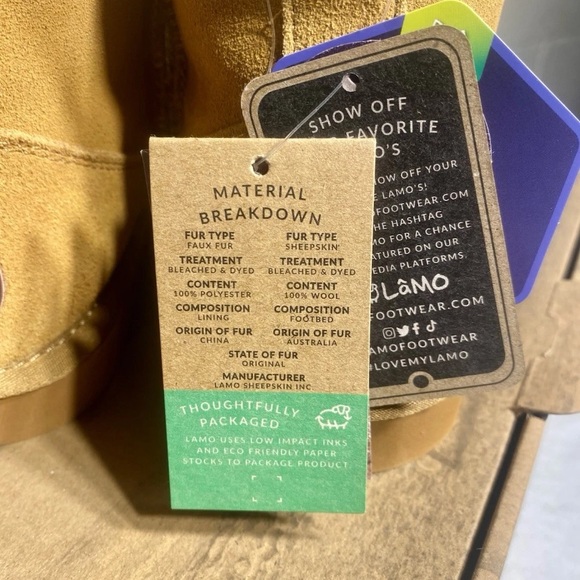 MATERIAL
BREAKDOWN
FUR TYPE
FAUX FUR
TREATMENT
BLEACHED & DYED
CONTENT
100% POLYESTER
COMPOSITION
LINING
ORIGIN OF FUR
CHINA
FUR TYPE
SHEEPSKIN
TREATMENT
BLEACHED & DYED
CONTENT
100% WOOL
COMPOSITION
FOOTBED
ORIGIN OF FUR
AUSTRALIA
STATE OF FUR
ORIGINAL
MANUFACTURER
LAMO SHEEPSKIN INC
THOUGHTFULLY
PACKAGED
LAMO USES LOW IMPACT INKS
AND ECO FRIENDLY PAPER
STOCKS TO PACKAGE PRODUCT
SHOW OFF
FAVORITE
O'S
OW OFF YOUR
LAMO'S!
OFOOTWEAR.COM
HE HASHTAG
MO FOR A CHANCE
ATURED ON OUR
EDIA PLATFORMS.
LâMO
FOOTWEAR.COM
AMOFOOTWEAR
LOVEMYLAMO